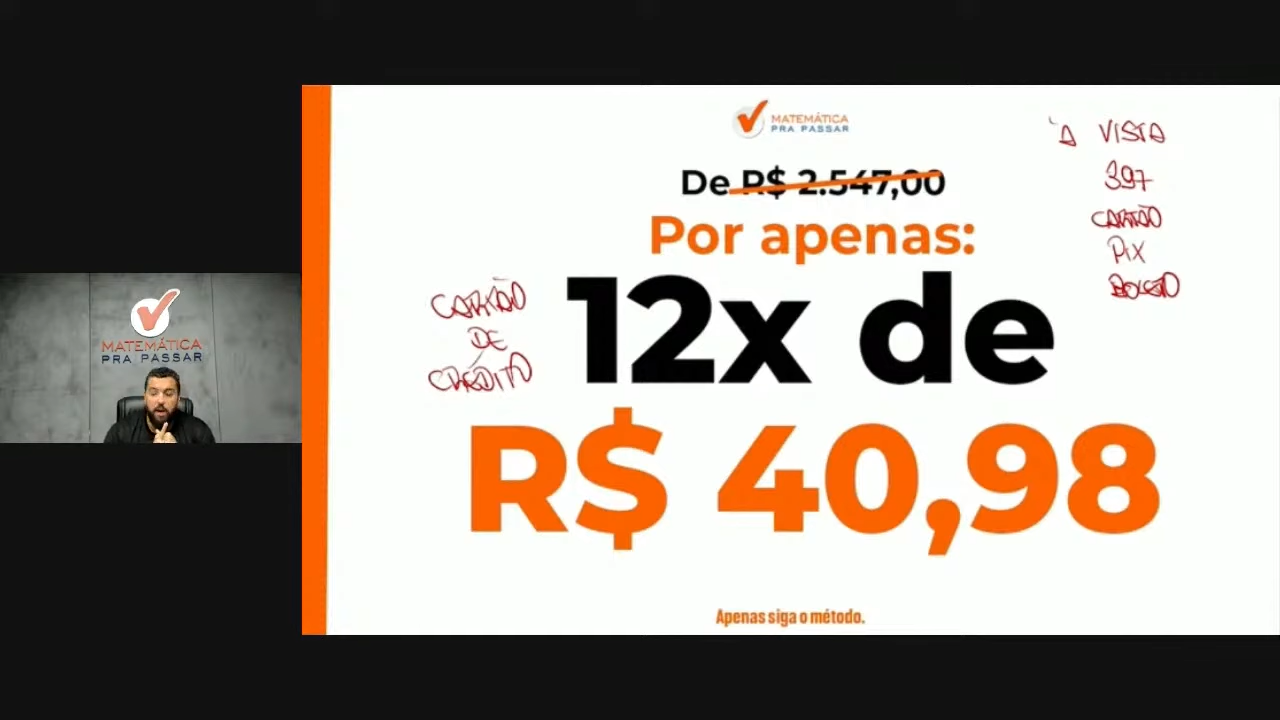 MATEMÁTICA
PRA PASSAR
MATEMÁTICA
PRA PASSAR
De R$ 2.547,00
Por apenas:
12x de
R$ 40,98
Apenas siga o método.
CARTÃO
DE
CRÉDITO
À VISTA
397
CARTÃO
PIX
BOLETO